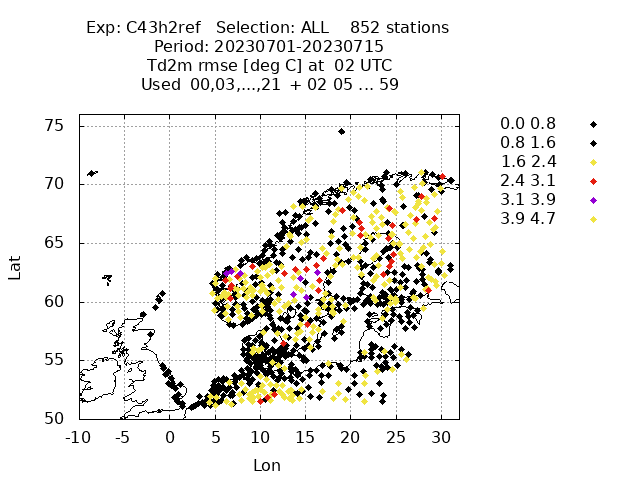 Exp: C43h2ref   Selection: ALL    852 stations
Period: 20230701-20230715
Td2m rmse [deg C] at  02 UTC
Used  00,03,...,21  + 02 05 ... 59
75
70
65
60
55
50
-10 -5 0 5 10 15 20 25 30
Lat
Lon
0.0 0.8
0.8 1.6
1.6 2.4
2.4 3.1
3.1 3.9
3.9 4.7